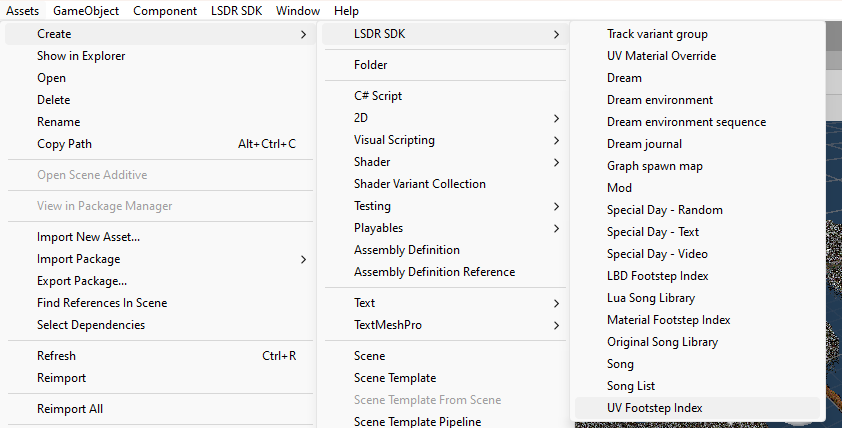 Assets GameObject Component LSDR SDK Window Help
Create
Show in Explorer
Open
Delete
Rename
Copy Path Alt+Ctrl+C
Open Scene Additive
View in Package Manager
Import New Asset...
Import Package
Export Package...
Find References In Scene
Select Dependencies
Refresh Ctrl+R
Reimport
Reimport All
LSDR SDK
Folder
C# Script
2D
Visual Scripting
Shader
Shader Variant Collection
Testing
Playables
Assembly Definition
Assembly Definition Reference
Text
TextMeshPro
Scene
Scene Template
Scene Template From Scene
Scene Template Pipeline
Track variant group
UV Material Override
Dream
Dream environment
Dream environment sequence
Dream journal
Graph spawn map
Mod
Special Day - Random
Special Day - Text
Special Day - Video
LBD Footstep Index
Lua Song Library
Material Footstep Index
Original Song Library
Song
Song List
UV Footstep Index